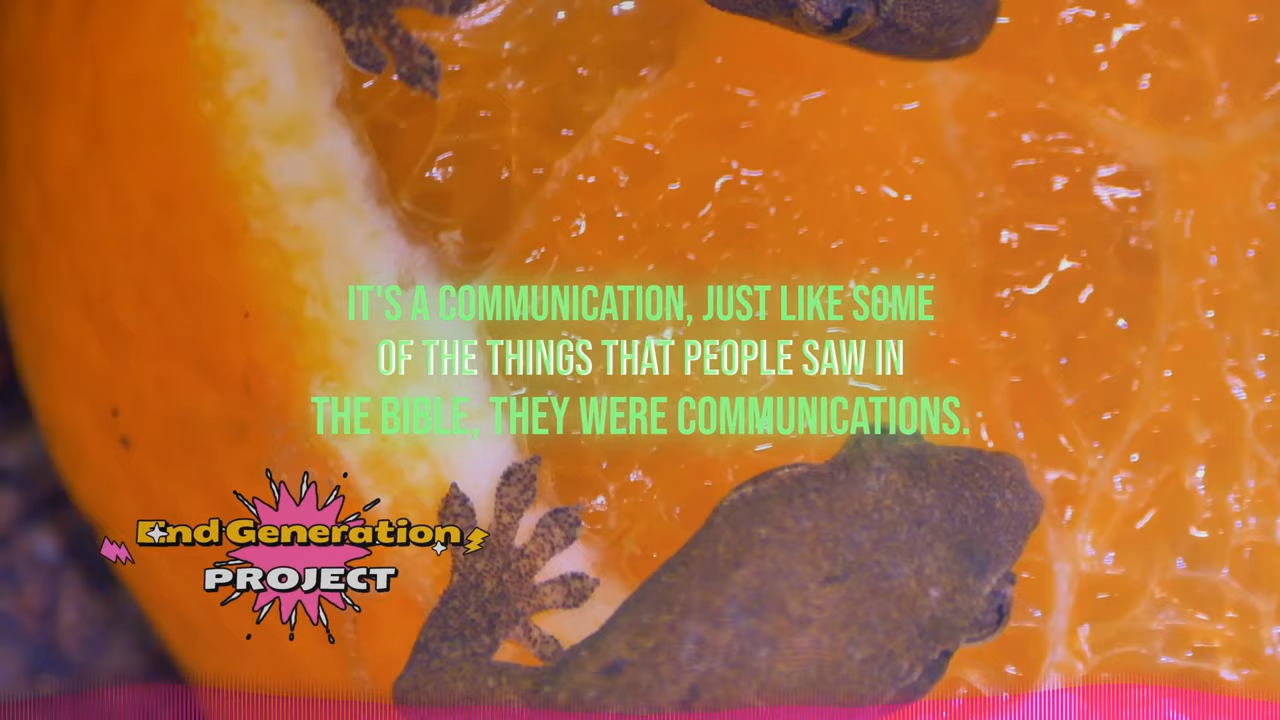 IT'S A COMMUNICATION, JUST LIKE SOME
OF THE THINGS THAT PEOPLE SAW IN
THE BIBLE, THEY WERE COMMUNICATIONS.
End Generation
PROJECT